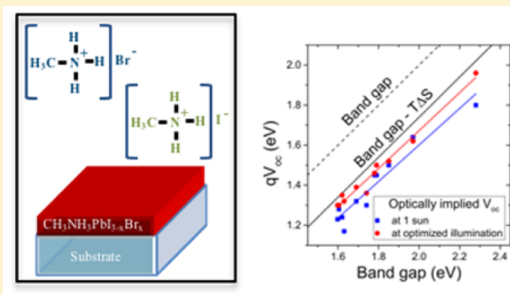 H
H₃C–N⁺–H Br⁻
H
H
H₃C–N⁺–H I⁻
H
CH₃NH₃PbI₃₋ₓBrₓ
Substrate
qVoc (eV)
2.0
1.8
1.6
1.4
1.2
Band gap
Band gap - TΔS
Optically implied Voc
at 1 sun
at optimized illumination
1.6 1.8 2.0 2.2 2.4
Band gap (eV)